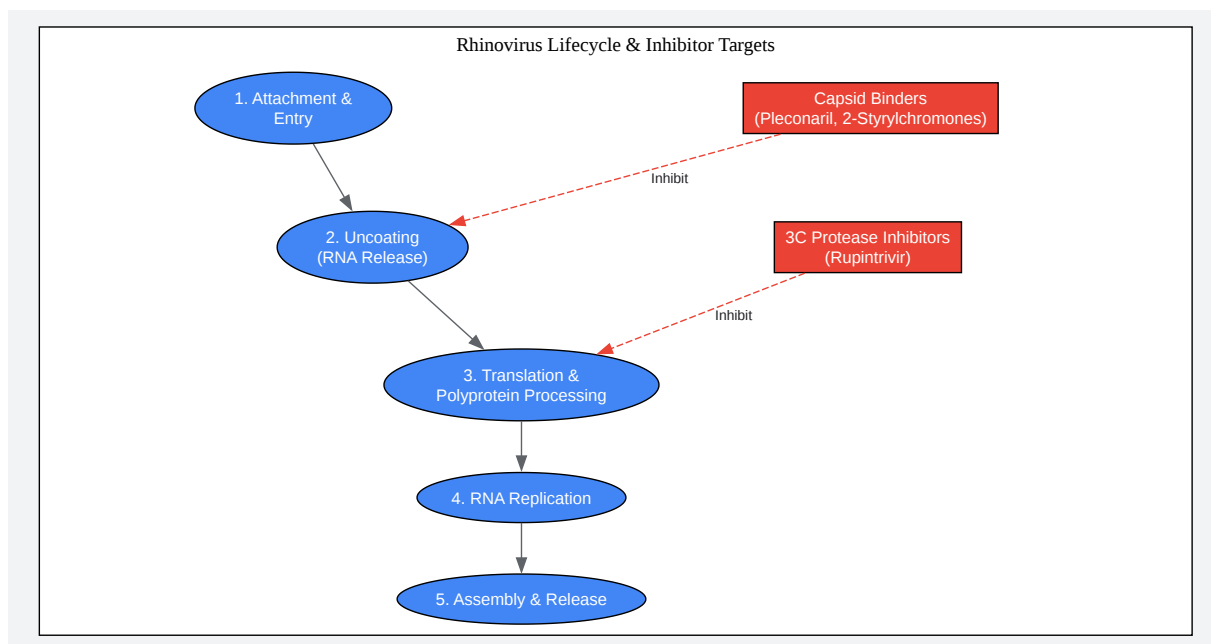 Rhinovirus Lifecycle & Inhibitor Targets
1. Attachment &
Entry
Capsid Binders
(Pleconaril, 2-Styrylchromones)
Inhibit
2. Uncoating
(RNA Release)
3C Protease Inhibitors
(Rupintrivir)
Inhibit
3. Translation &
Polyprotein Processing
4. RNA Replication
5. Assembly & Release